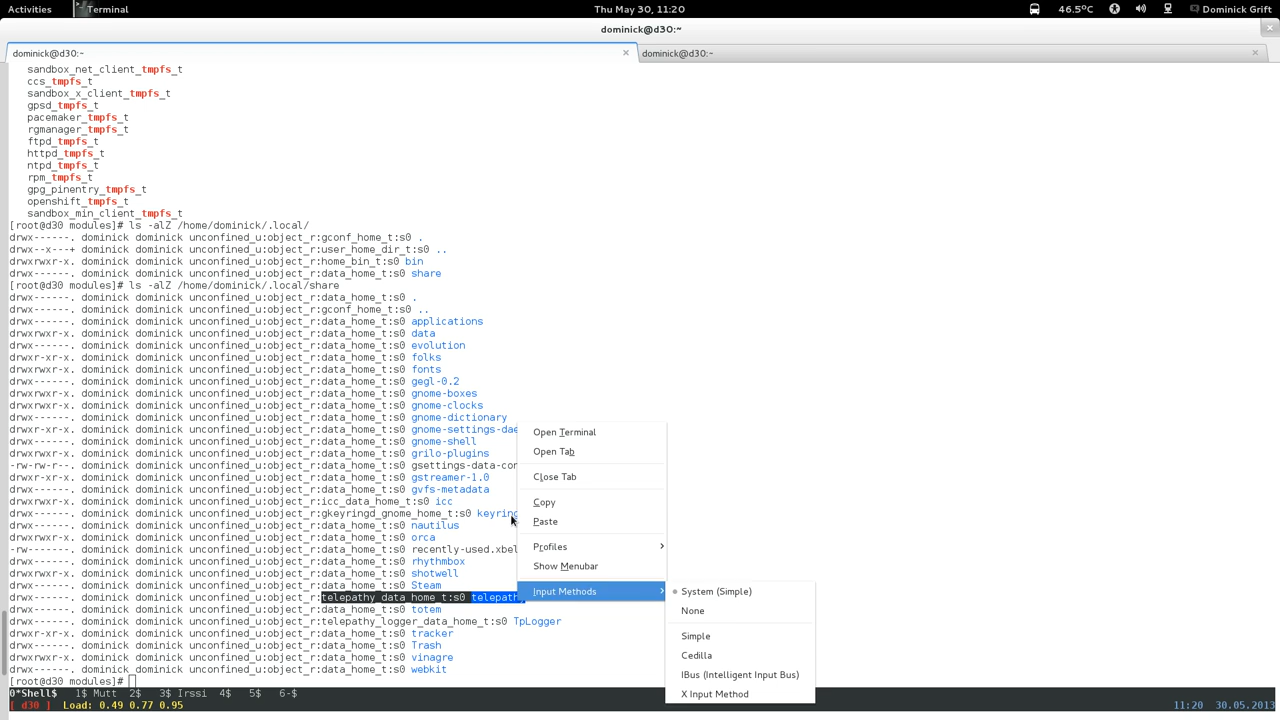 Activities Terminal Thu May 30, 11:20 46.5°C Dominick Grift
dominick@d30:~
dominick@d30:~ × dominick@d30:~ ×
sandbox_net_client_tmpfs_t
ccs_tmpfs_t
sandbox_x_client_tmpfs_t
gpsd_tmpfs_t
pacemaker_tmpfs_t
rgmanager_tmpfs_t
ftpd_tmpfs_t
httpd_tmpfs_t
ntpd_tmpfs_t
rpm_tmpfs_t
gpg_pinentry_tmpfs_t
openshift_tmpfs_t
sandbox_min_client_tmpfs_t
[root@d30 modules]# ls -alZ /home/dominick/.local/
drwx------. dominick dominick unconfined_u:object_r:gconf_home_t:s0 .
drwx--x---+ dominick dominick unconfined_u:object_r:user_home_dir_t:s0 ..
drwxrwxr-x. dominick dominick unconfined_u:object_r:home_bin_t:s0 bin
drwx------. dominick dominick unconfined_u:object_r:data_home_t:s0 share
[root@d30 modules]# ls -alZ /home/dominick/.local/share
drwx------. dominick dominick unconfined_u:object_r:data_home_t:s0 .
drwx------. dominick dominick unconfined_u:object_r:gconf_home_t:s0 ..
drwx------. dominick dominick unconfined_u:object_r:data_home_t:s0 applications
drwxrwxr-x. dominick dominick unconfined_u:object_r:data_home_t:s0 data
drwx------. dominick dominick unconfined_u:object_r:data_home_t:s0 evolution
drwxr-xr-x. dominick dominick unconfined_u:object_r:data_home_t:s0 folks
drwxrwxr-x. dominick dominick unconfined_u:object_r:data_home_t:s0 fonts
drwx------. dominick dominick unconfined_u:object_r:data_home_t:s0 gegl-0.2
drwxrwxr-x. dominick dominick unconfined_u:object_r:data_home_t:s0 gnome-boxes
drwxrwxr-x. dominick dominick unconfined_u:object_r:data_home_t:s0 gnome-clocks
drwx------. dominick dominick unconfined_u:object_r:data_home_t:s0 gnome-dictionary
drwxr-xr-x. dominick dominick unconfined_u:object_r:data_home_t:s0 gnome-settings-dae
drwx------. dominick dominick unconfined_u:object_r:data_home_t:s0 gnome-shell
drwxrwxr-x. dominick dominick unconfined_u:object_r:data_home_t:s0 grilo-plugins
-rw-rw-r--. dominick dominick unconfined_u:object_r:data_home_t:s0 gsettings-data-con
drwxr-xr-x. dominick dominick unconfined_u:object_r:data_home_t:s0 gstreamer-1.0
drwx------. dominick dominick unconfined_u:object_r:data_home_t:s0 gvfs-metadata
drwxrwxr-x. dominick dominick unconfined_u:object_r:icc_data_home_t:s0 icc
drwx------. dominick dominick unconfined_u:object_r:gkeyringd_gnome_home_t:s0 keyring
drwxr-xr-x. dominick dominick unconfined_u:object_r:data_home_t:s0 nautilus
drwx------. dominick dominick unconfined_u:object_r:data_home_t:s0 orca
-rw-------. dominick dominick unconfined_u:object_r:data_home_t:s0 recently-used.xbel
drwxr-xr-x. dominick dominick unconfined_u:object_r:data_home_t:s0 rhythmbox
drwxrwxr-x. dominick dominick unconfined_u:object_r:data_home_t:s0 shotwell
drwx------. dominick dominick unconfined_u:object_r:data_home_t:s0 Steam
drwx------. dominick dominick unconfined_u:object_r:telepathy_data_home_t:s0 telepathy
drwx------. dominick dominick unconfined_u:object_r:data_home_t:s0 totem
drwx------. dominick dominick unconfined_u:object_r:telepathy_logger_data_home_t:s0 TpLogger
drwxr-xr-x. dominick dominick unconfined_u:object_r:data_home_t:s0 tracker
drwx------. dominick dominick unconfined_u:object_r:data_home_t:s0 Trash
drwxrwxr-x. dominick dominick unconfined_u:object_r:data_home_t:s0 vinagre
drwx------. dominick dominick unconfined_u:object_r:data_home_t:s0 webkit
[root@d30 modules]#
Open Terminal
Open Tab
Close Tab
Copy
Paste
Profiles
Show Menubar
Input Methods
System (Simple)
None
Simple
Cedilla
IBus (Intelligent Input Bus)
X Input Method
0*Shell$ 1$ Mutt 2$ 3$ Irssi 4$ 5$ 6-$
[ d30 ] Load: 0.49 0.77 0.95 11:20 30.05.2013